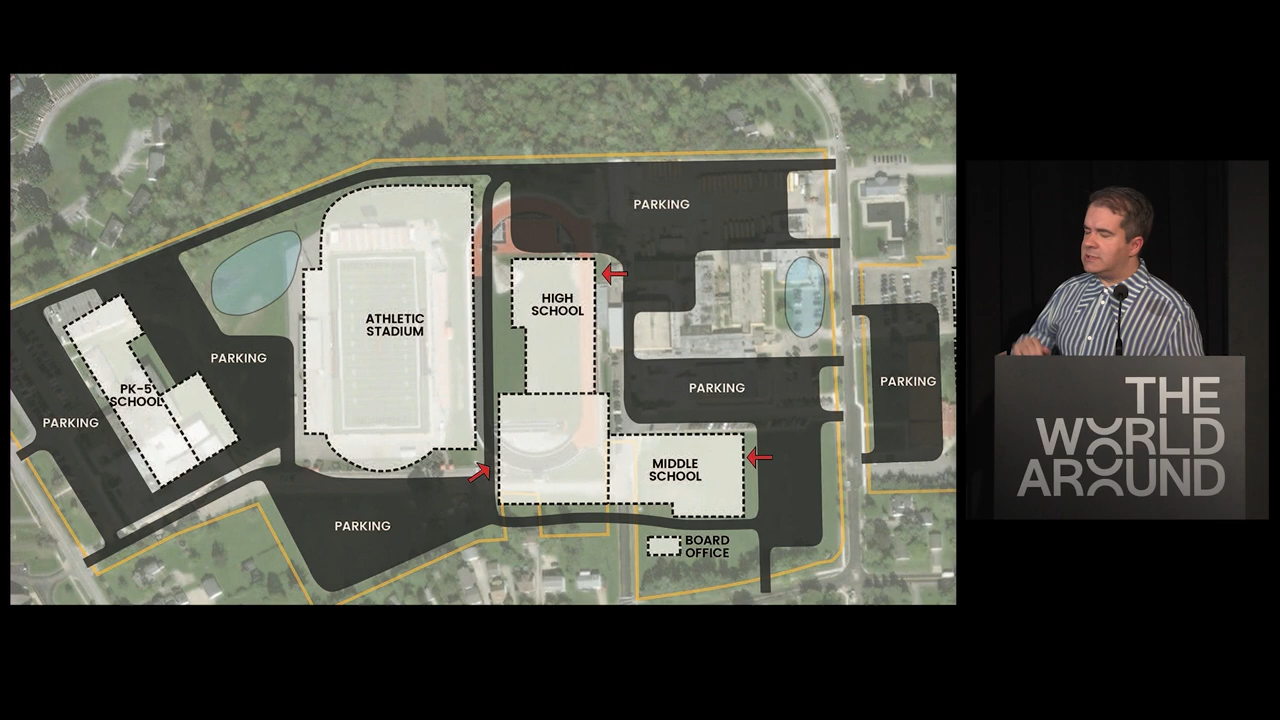 PARKING
HIGH
SCHOOL
ATHLETIC
STADIUM
PARKING
PK-5
SCHOOL
PARKING
PARKING
PARKING
PARKING
MIDDLE
SCHOOL
PARKING
BOARD
OFFICE
THE
WORLD
AROUND